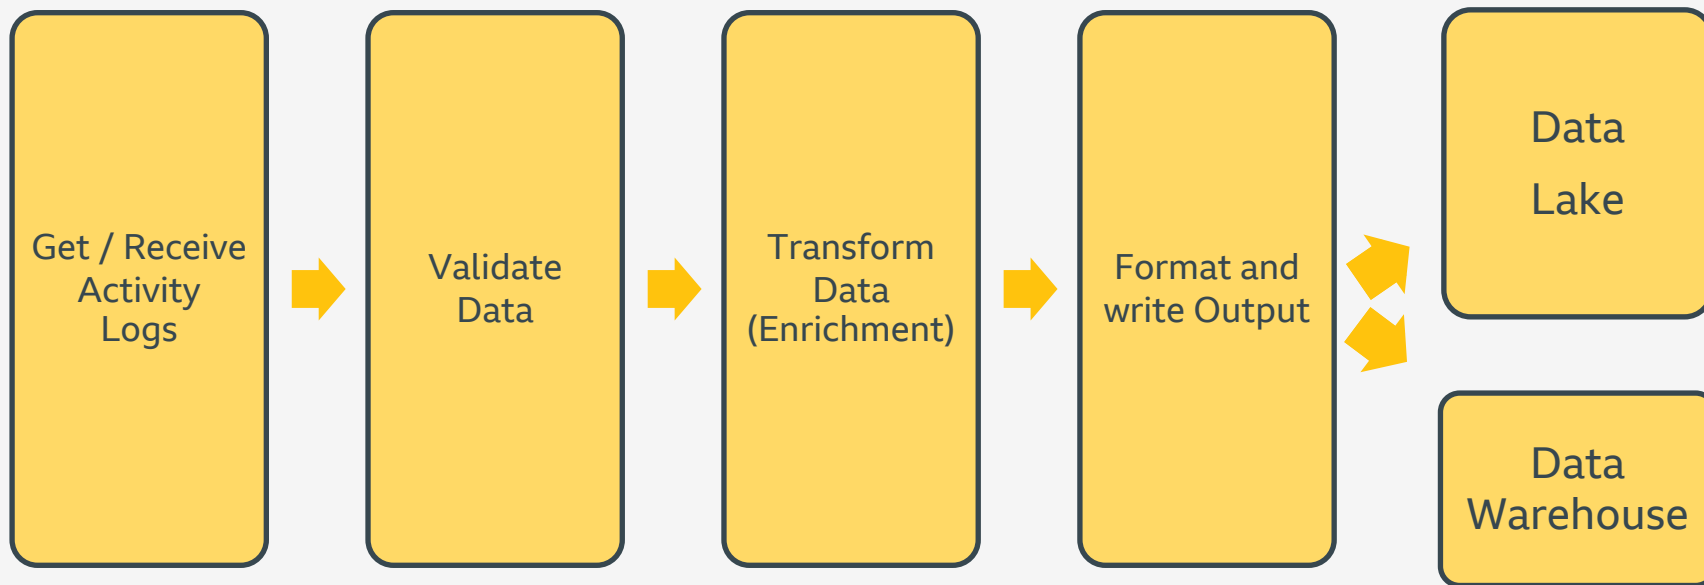 Get / Receive
Activity
Logs
Validate
Data
Transform
Data
(Enrichment)
Format and
write Output
Data
Lake
Data
Warehouse